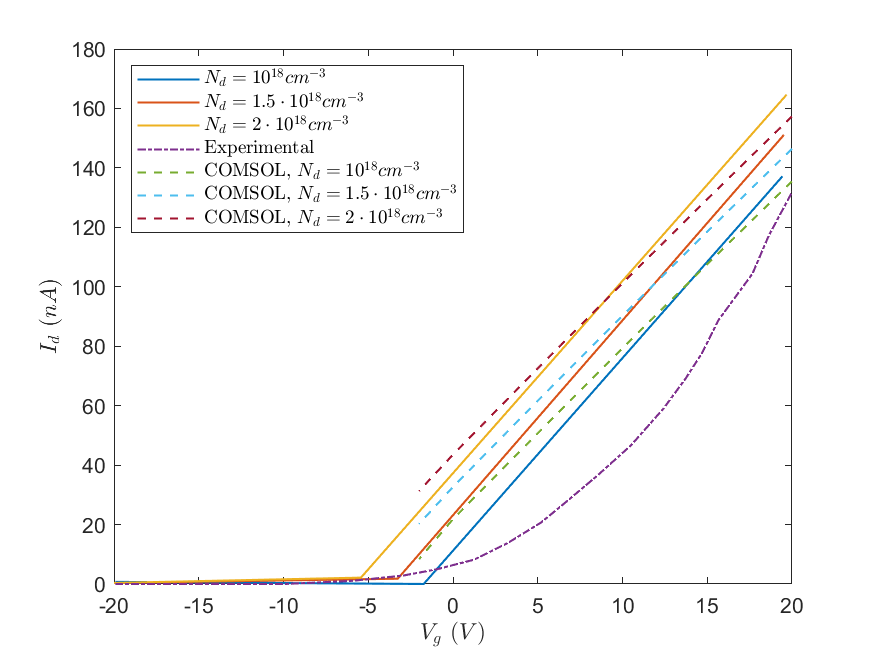 180
160
140
120
100
80
60
40
20
0
I_d (nA)
N_d = 10^{18}cm^{-3}
N_d = 1.5 · 10^{18}cm^{-3}
N_d = 2 · 10^{18}cm^{-3}
Experimental
COMSOL, N_d = 10^{18}cm^{-3}
COMSOL, N_d = 1.5 · 10^{18}cm^{-3}
COMSOL, N_d = 2 · 10^{18}cm^{-3}
-20 -15 -10 -5 0 5 10 15 20
V_g (V)